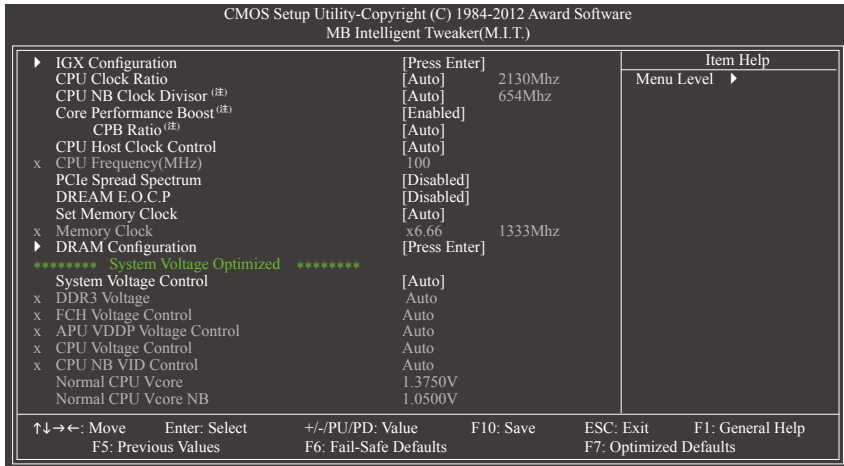 CMOS Setup Utility-Copyright (C) 1984-2012 Award Software
MB Intelligent Tweaker(M.I.T.)
▶ IGX Configuration [Press Enter]
CPU Clock Ratio [Auto] 2130Mhz
CPU NB Clock Divisor (注) [Auto] 654Mhz
Core Performance Boost (注) [Enabled]
CPB Ratio (注) [Auto]
CPU Host Clock Control [Auto]
x CPU Frequency(MHz) 100
PCIe Spread Spectrum [Disabled]
DREAM E.O.C.P [Disabled]
Set Memory Clock [Auto]
x Memory Clock x6.66 1333Mhz
▶ DRAM Configuration [Press Enter]
******** System Voltage Optimized ********
System Voltage Control [Auto]
x DDR3 Voltage Auto
x FCH Voltage Control Auto
x APU VDDP Voltage Control Auto
x CPU Voltage Control Auto
x CPU NB VID Control Auto
Normal CPU Vcore 1.3750V
Normal CPU Vcore NB 1.0500V
Item Help
Menu Level ▶
↑↓→←: Move Enter: Select +/-/PU/PD: Value F10: Save ESC: Exit F1: General Help
F5: Previous Values F6: Fail-Safe Defaults F7: Optimized Defaults